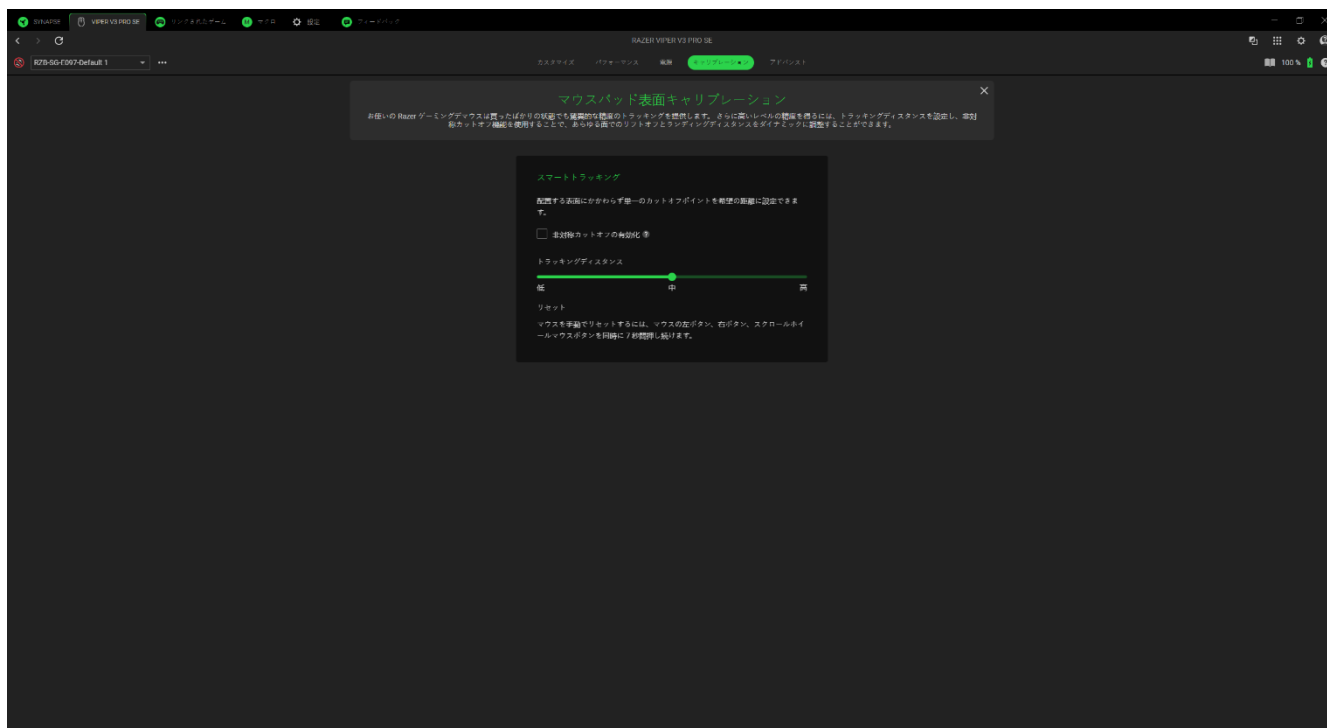 SYNAPSE
VIPER V3 PRO SE
リンクされたゲーム
マクロ
設定
フィードバック
RAZER VIPER V3 PRO SE
RZB-SG-E097-Default 1
カスタマイズ
パフォーマンス
電源
キャリブレーション
アドバンスト
100 %
マウスパッド表面キャリブレーション
お使いの Razer ゲーミングデマウスは買ったばかりの状態でも驚異的な精度のトラッキングを提供します。 さらに高いレベルの精度を得るには、トラッキングディスタンスを設定し、非対
称カットオフ機能を使用することで、あらゆる面でのリフトオフとランディングディスタンスをダイナミックに調整することができます。
スマートトラッキング
配置する表面にかかわらず単一のカットオフポイントを希望の距離に設定できま
す。
非対称カットオフの有効化
トラッキングディスタンス
低
中
高
リセット
マウスを手動でリセットするには、マウスの左ボタン、右ボタン、スクロールホイ
ールマウスボタンを同時に 7 秒間押し続けます。